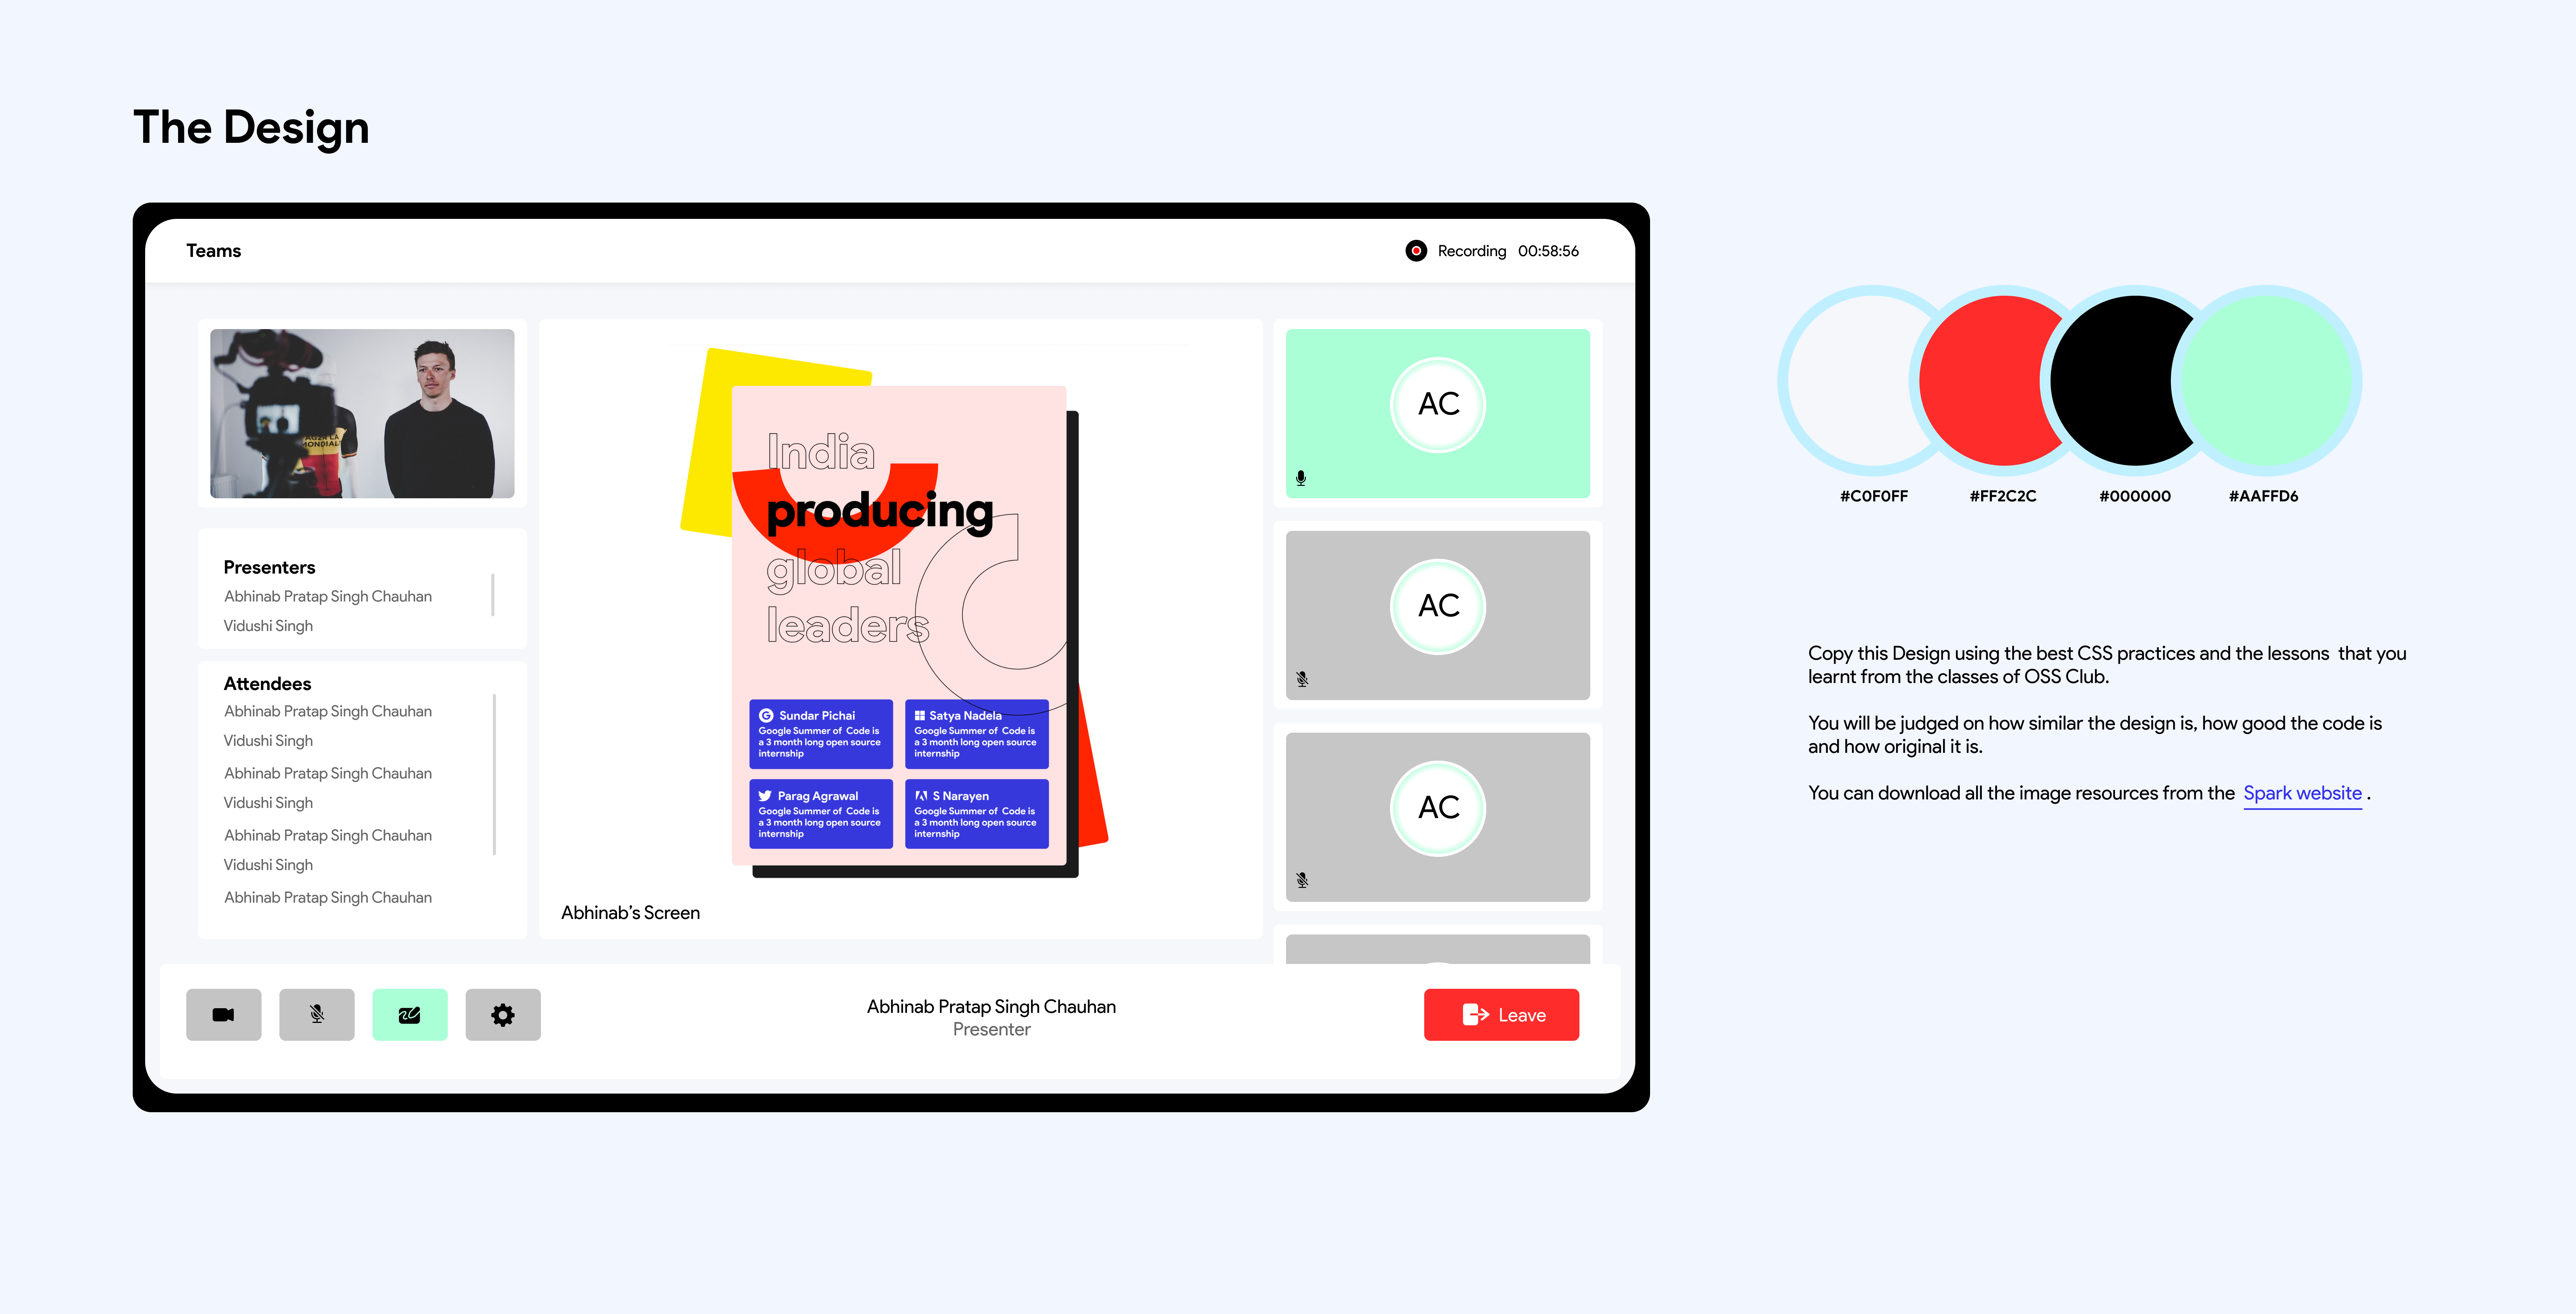 The Design
Teams
Recording 00:58:56
AUZA LA
MONDIAL
Presenters
Abhinab Pratap Singh Chauhan
Vidushi Singh
Attendees
Abhinab Pratap Singh Chauhan
Vidushi Singh
Abhinab Pratap Singh Chauhan
Vidushi Singh
Abhinab Pratap Singh Chauhan
Vidushi Singh
Abhinab Pratap Singh Chauhan
India
producing
global
leaders
Sundar Pichai
Google Summer of Code is
a 3 month long open source
internship
Satya Nadela
Google Summer of Code is
a 3 month long open source
internship
Parag Agrawal
Google Summer of Code is
a 3 month long open source
internship
S Narayen
Google Summer of Code is
a 3 month long open source
internship
Abhinab's Screen
AC
AC
AC
Abhinab Pratap Singh Chauhan
Presenter
Leave
#C0F0FF
#FF2C2C
#000000
#AAFFD6
Copy this Design using the best CSS practices and the lessons that you
learnt from the classes of OSS Club.
You will be judged on how similar the design is, how good the code is
and how original it is.
You can download all the image resources from the Spark website .